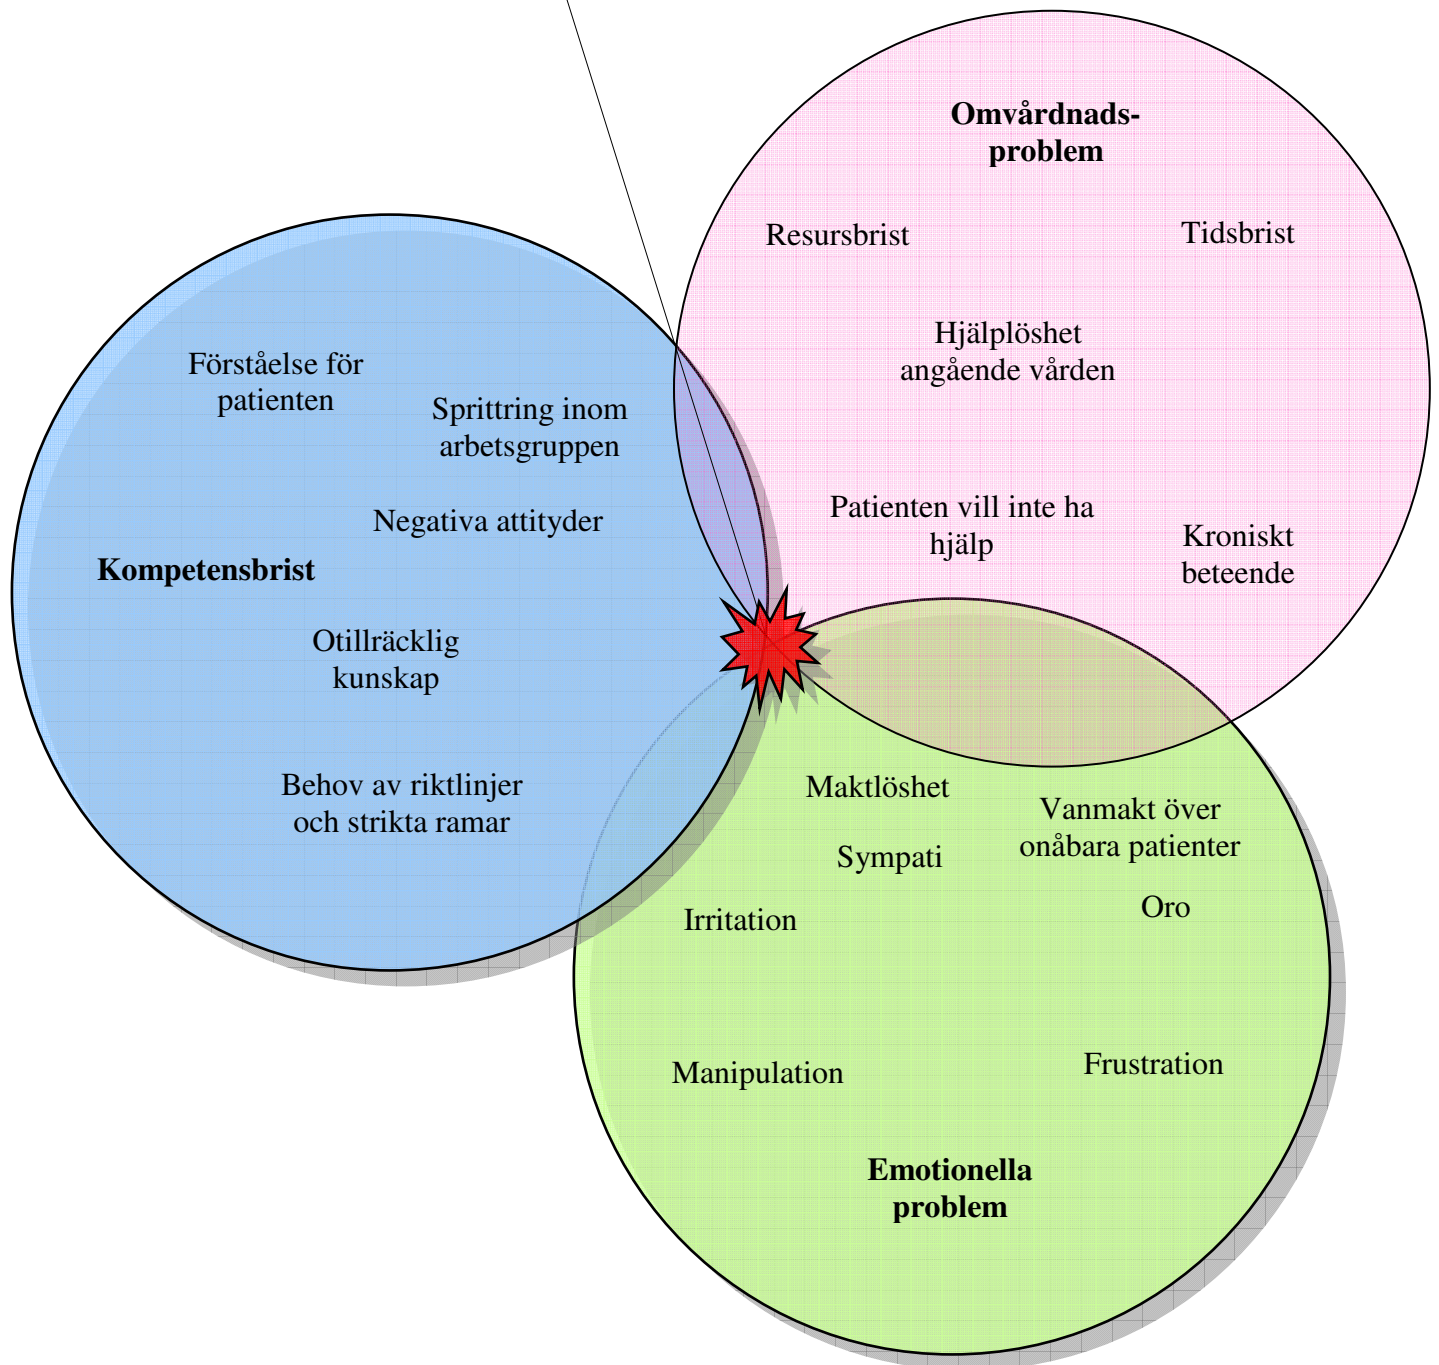 Omvårdnads-
problem
Resursbrist
Tidsbrist
Hjälplöshet
angående vården
Patienten vill inte ha
hjälp
Kroniskt
beteende
Förståelse för
patienten
Sprittring inom
arbetsgruppen
Negativa attityder
Kompetensbrist
Otillräcklig
kunskap
Behov av riktlinjer
och strikta ramar
Maktlöshet
Vanmakt över
onåbara patienter
Sympati
Oro
Irritation
Manipulation
Frustration
Emotionella
problem